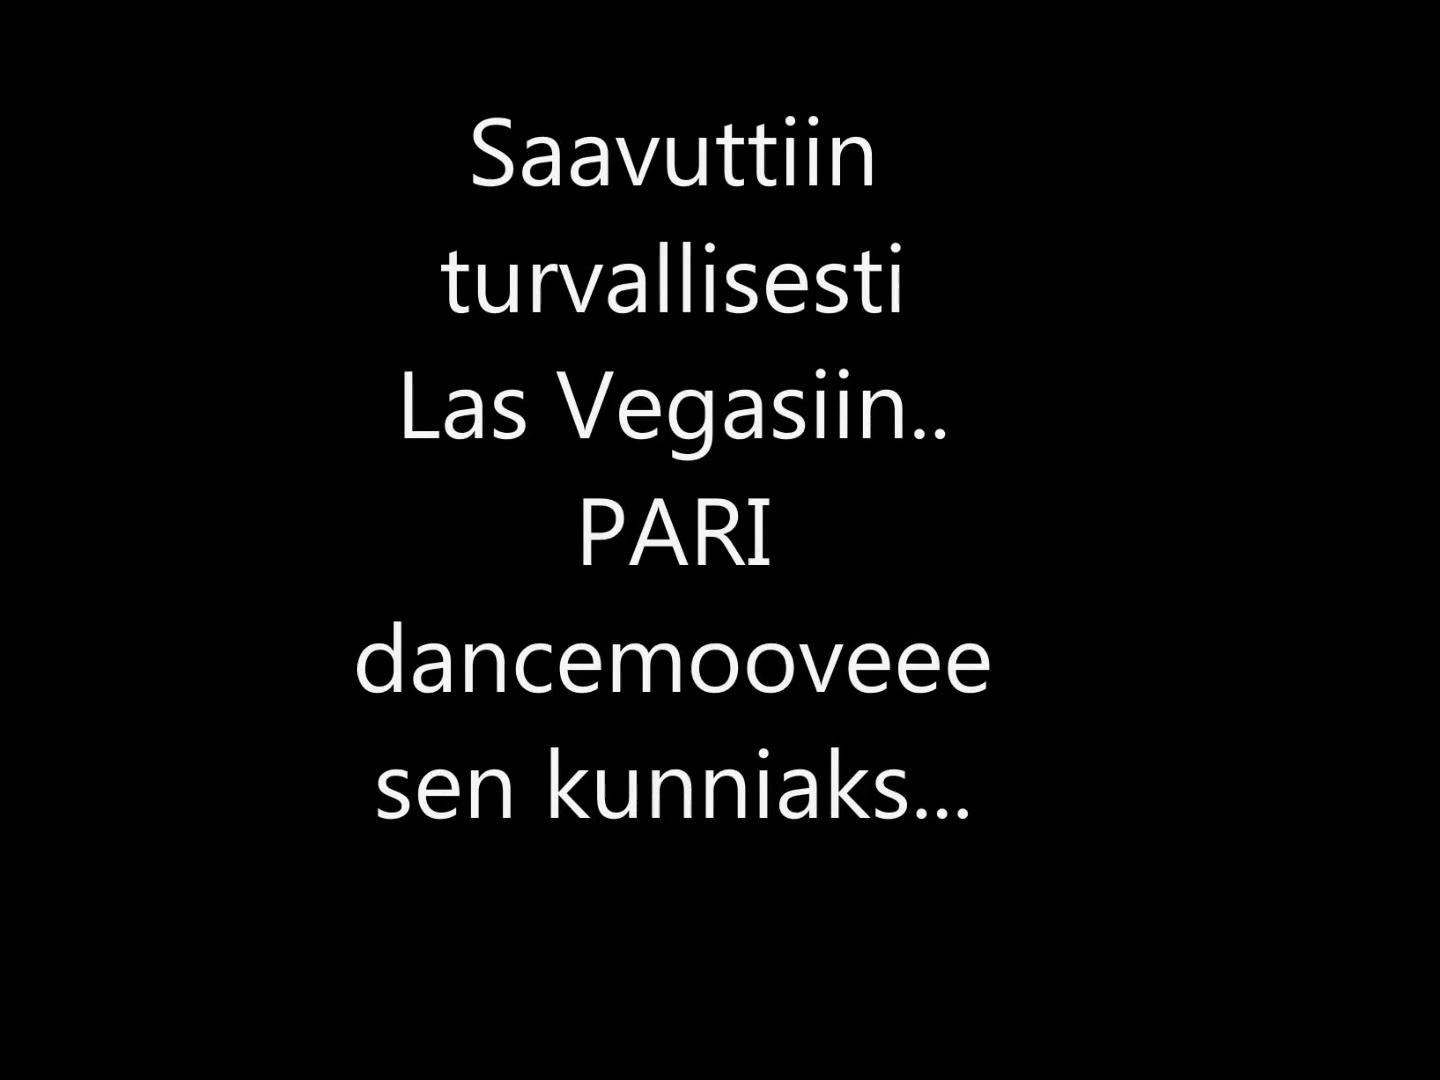 Saavuttiin
turvallisesti
Las Vegasiin..
PARI
dancemooveee
sen kunniaks...